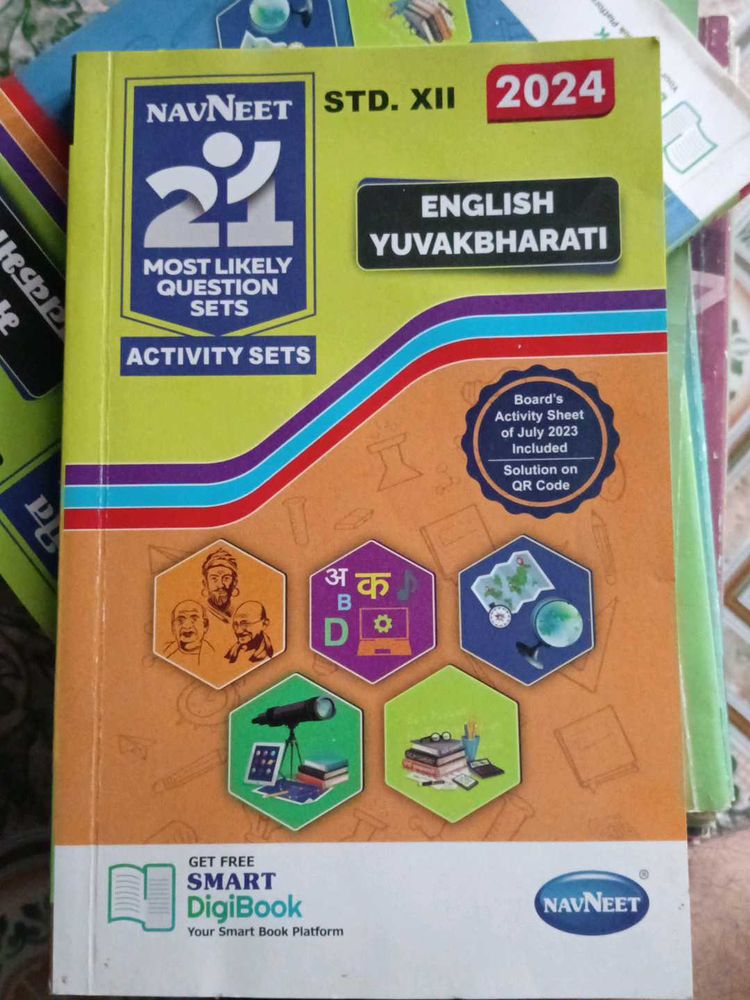 NAVNEET
21
MOST LIKELY
QUESTION
SETS
ACTIVITY SETS
STD. XII
2024
ENGLISH
YUVAKBHARATI
Board's
Activity Sheet
of July 2023
Included
Solution on
QR Code
अ
B
क
D
GET FREE
SMART
DigiBook
Your Smart Book Platform
NAVNEET
®